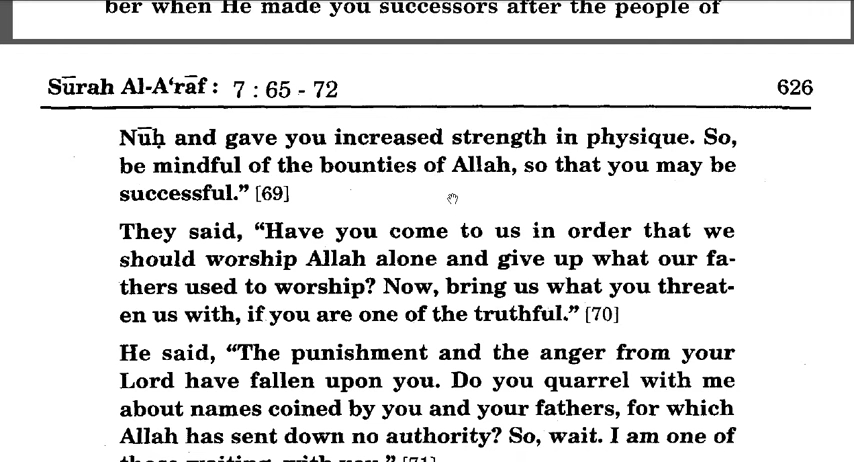 ber when He made you successors after the people of
Sūrah Al-A‘rāf : 7 : 65 - 72 626
Nūḥ and gave you increased strength in physique. So,
be mindful of the bounties of Allah, so that you may be
successful.” [69]
They said, “Have you come to us in order that we
should worship Allah alone and give up what our fa-
thers used to worship? Now, bring us what you threat-
en us with, if you are one of the truthful.” [70]
He said, “The punishment and the anger from your
Lord have fallen upon you. Do you quarrel with me
about names coined by you and your fathers, for which
Allah has sent down no authority? So, wait. I am one of
those waiting, with you.” [71]